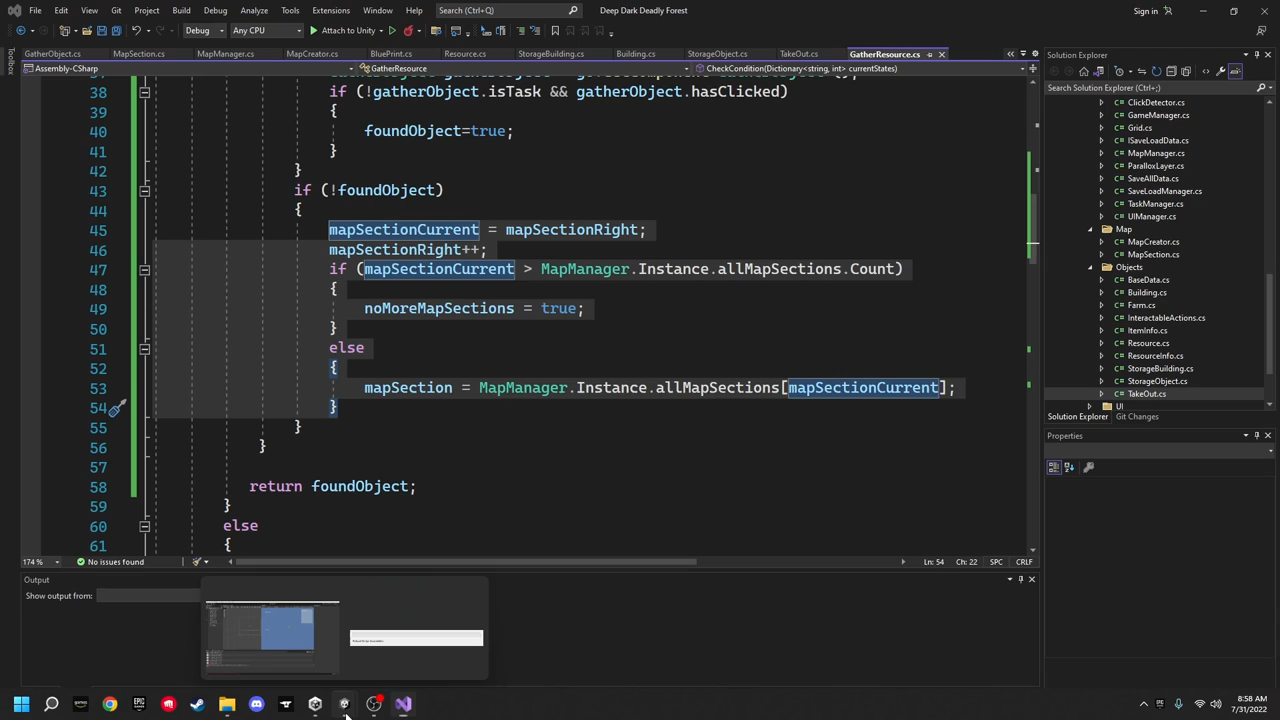 File Edit View Git Project Build Debug Analyze Tools Extensions Window Help Search (Ctrl+;) Deep Dark Deadly Forest Sign in
Debug Any CPU Attach to Unity
GatherObject.cs MapSection.cs MapManager.cs MapCreator.cs BluePrint.cs Resource.cs StorageBuilding.cs Building.cs StorageObject.cs TakeOut.cs GatherResource.cs
Toolbox
Assembly-CSharp GatherResource CheckCondition(Dictionary<string, int> currentStates)
38 if (!gatherObject.isTask && gatherObject.hasClicked)
39 {
40 foundObject=true;
41 }
42 }
43 if (!foundObject)
44 {
45 mapSectionCurrent = mapSectionRight;
46 mapSectionRight++;
47 if (mapSectionCurrent > MapManager.Instance.allMapSections.Count)
48 {
49 noMoreMapSections = true;
50 }
51 else
52 {
53 mapSection = MapManager.Instance.allMapSections[mapSectionCurrent];
54 }
55 }
56 }
57
58 return foundObject;
59 }
60 else
61 {
174 % No issues found Ln: 54 Ch: 22 SPC CRLF
Output
Show output from:
Solution Explorer
Search Solution Explorer (Ctrl+;)
C# ClickDetector.cs
C# GameManager.cs
C# Grid.cs
C# ISaveLoadData.cs
C# MapManager.cs
C# ParalloxLayer.cs
C# SaveAllData.cs
C# SaveLoadManager.cs
C# TaskManager.cs
C# UIManager.cs
Map
C# MapCreator.cs
C# MapSection.cs
Objects
C# BaseData.cs
C# Building.cs
C# Farm.cs
C# InteractableActions.cs
C# ItemInfo.cs
C# Resource.cs
C# ResourceInfo.cs
C# StorageBuilding.cs
C# StorageObject.cs
C# TakeOut.cs
UI
Solution Explorer Git Changes
Properties
8:58 AM
7/31/2022